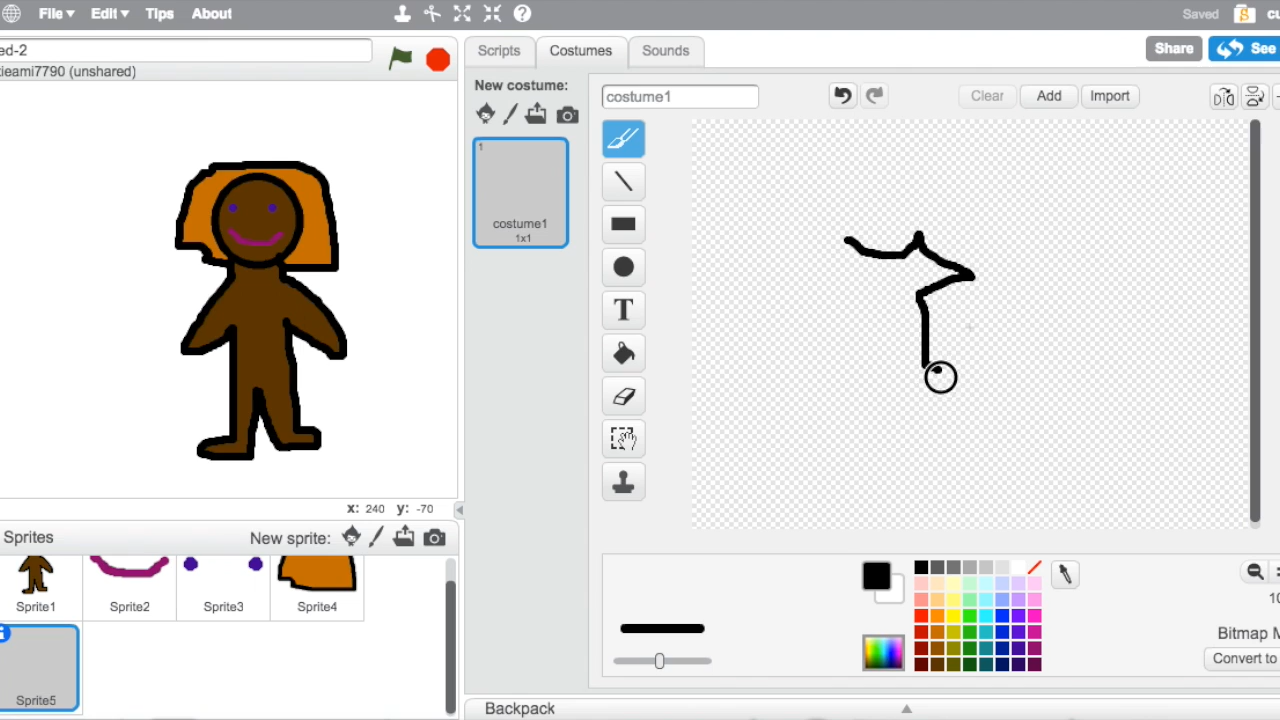 File▼ Edit▼ Tips About
Saved
Share
See
ed-2
ieami7790 (unshared)
Scripts Costumes Sounds
New costume:
costume1
Clear Add Import
1
costume1
1x1
T
x: 240 y: -70
Sprites
New sprite:
Sprite1 Sprite2 Sprite3 Sprite4
Sprite5
Bitmap M
Convert to
Backpack